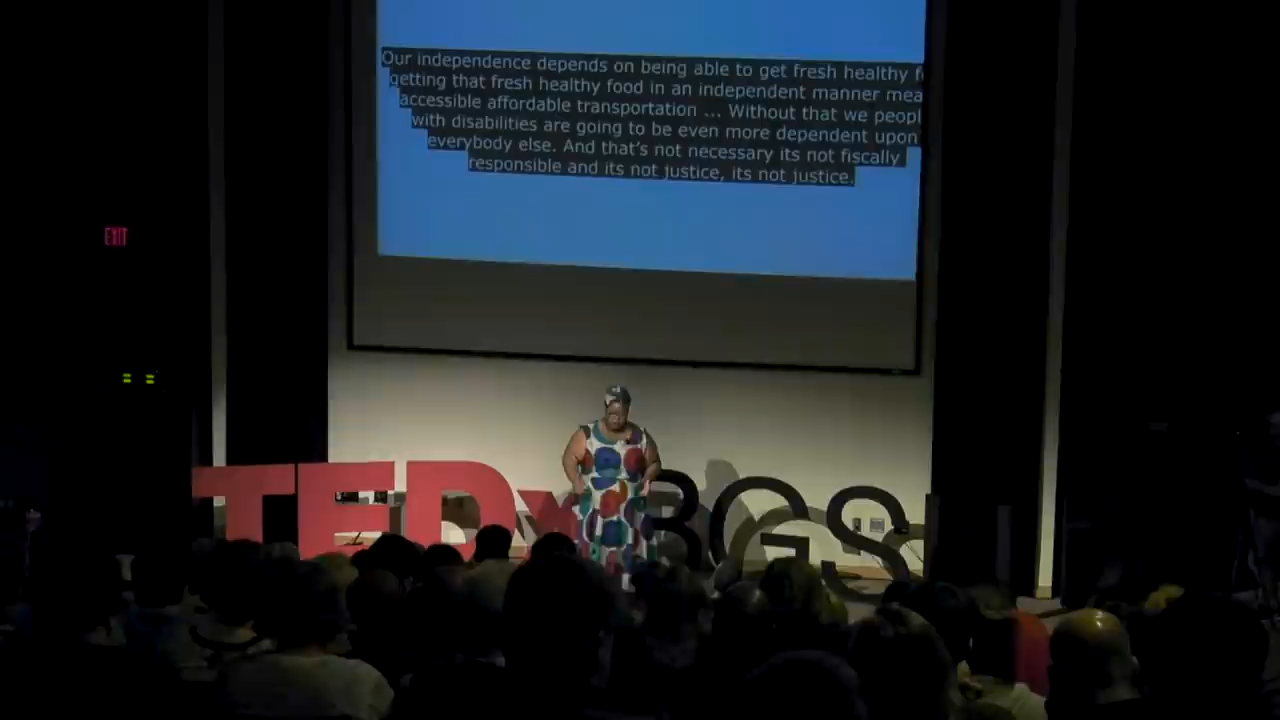 Our independence depends on being able to get fresh healthy
getting that fresh healthy food in an independent manner
accessible affordable transportation ... Without that we
with disabilities are going to be even more dependent upon
everybody else. And that's not necessary its not fiscally
responsible and its not justice, its not justice.
EXIT
TEDx BGS